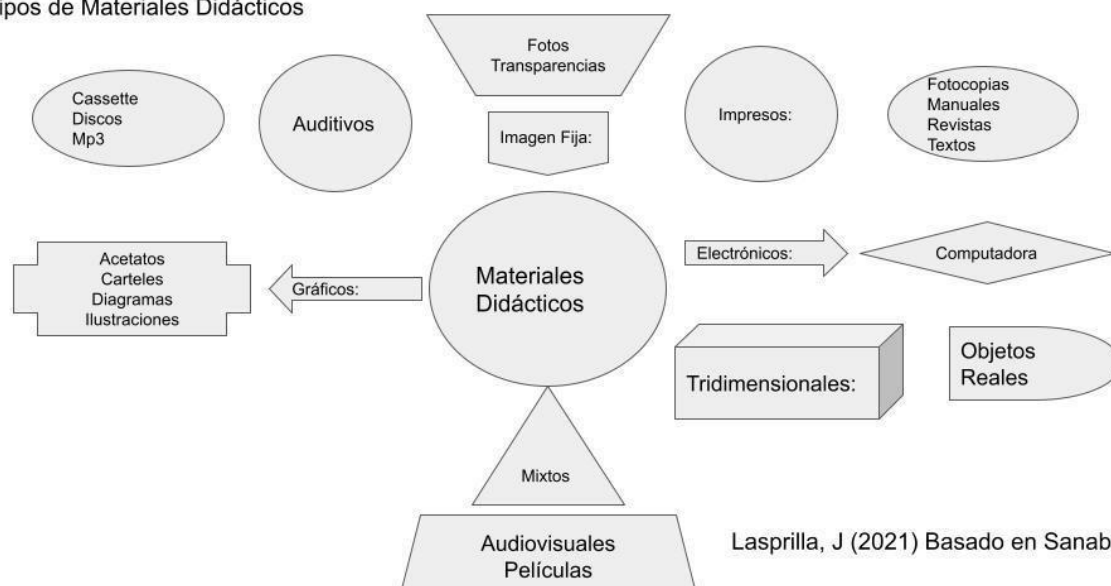 ipos de Materiales Didácticos
Fotos
Transparencias
Cassette
Discos
Mp3
Auditivos
Imagen Fija:
Impresos:
Fotocopias
Manuales
Revistas
Textos
Acetatos
Carteles
Diagramas
Ilustraciones
Gráficos:
Materiales
Didácticos
Electrónicos:
Computadora
Tridimensionales:
Objetos
Reales
Mixtos
Audiovisuales
Películas
Lasprilla, J (2021) Basado en Sanab